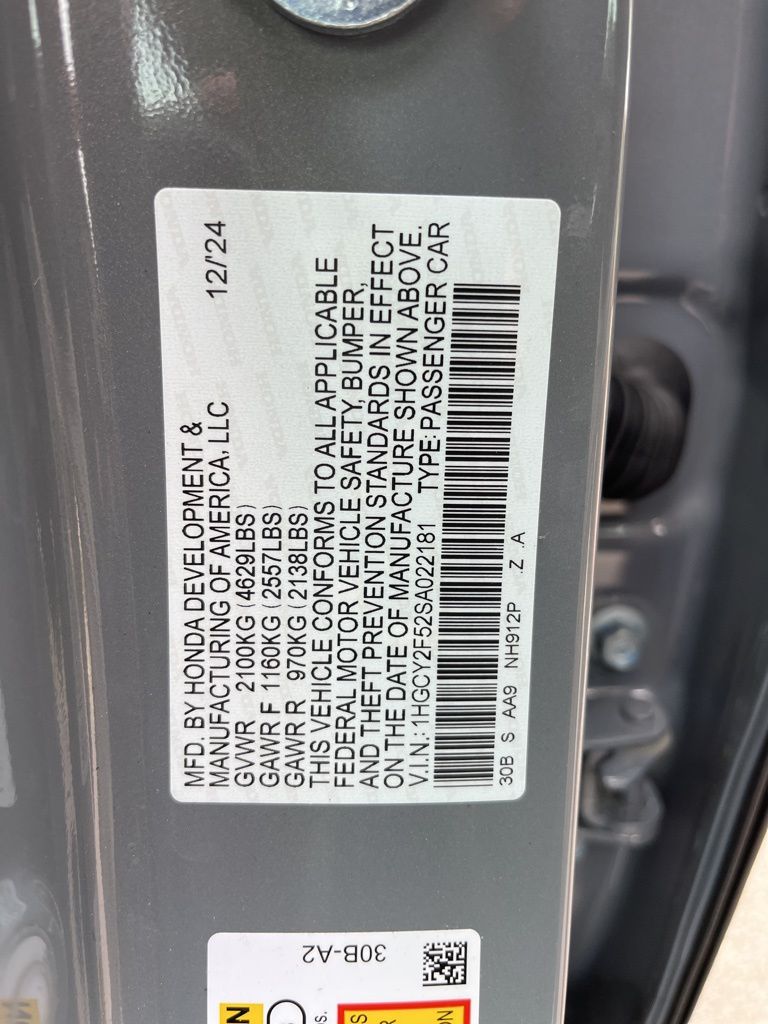 MFD. BY HONDA DEVELOPMENT &
MANUFACTURING OF AMERICA, LLC 12/'24
GVWR 2100KG (4629LBS)
GAWR F 1160KG (2557LBS)
GAWR R 970KG (2138LBS)
THIS VEHICLE CONFORMS TO ALL APPLICABLE
FEDERAL MOTOR VEHICLE SAFETY, BUMPER,
AND THEFT PREVENTION STANDARDS IN EFFECT
ON THE DATE OF MANUFACTURE SHOWN ABOVE.
V.I.N.: 1HGCY2F52SA022181 TYPE: PASSENGER CAR
30B S AA9 NH912P .Z .A
30B-A2